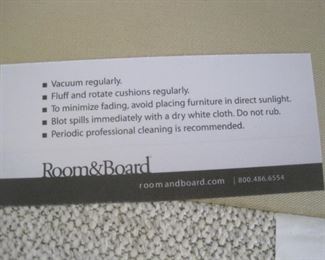 ■ Vacuum regularly.
■ Fluff and rotate cushions regularly.
■ To minimize fading, avoid placing furniture in direct sunlight.
■ Blot spills immediately with a dry white cloth. Do not rub.
■ Periodic professional cleaning is recommended.
Room&Board
roomandboard.com | 800.486.6554